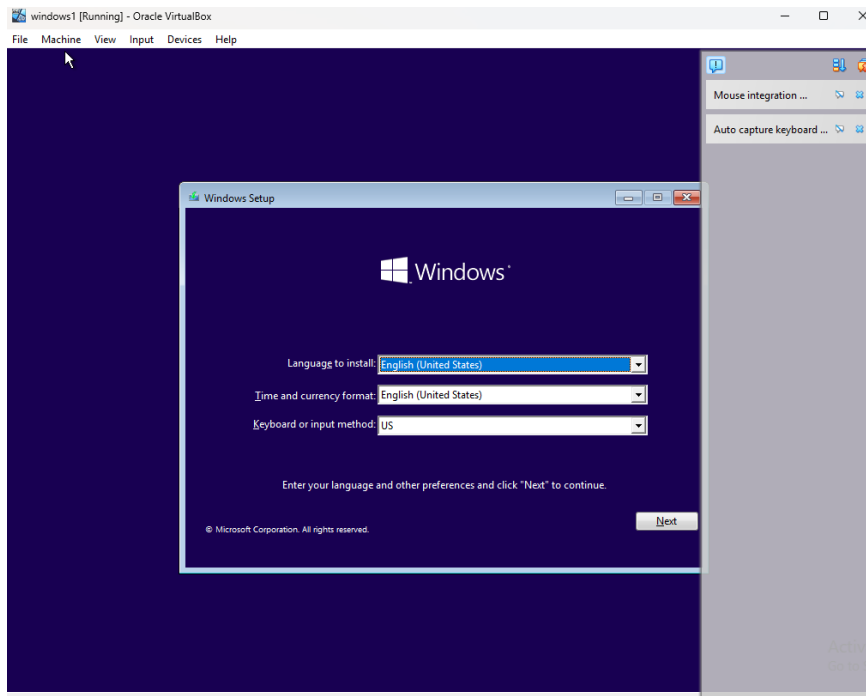 windows1 [Running] - Oracle VirtualBox
File Machine View Input Devices Help
Mouse integration ...
Auto capture keyboard ...
Windows Setup
Windows
Language to install: English (United States)
Time and currency format: English (United States)
Keyboard or input method: US
Enter your language and other preferences and click "Next" to continue.
Next
© Microsoft Corporation. All rights reserved.